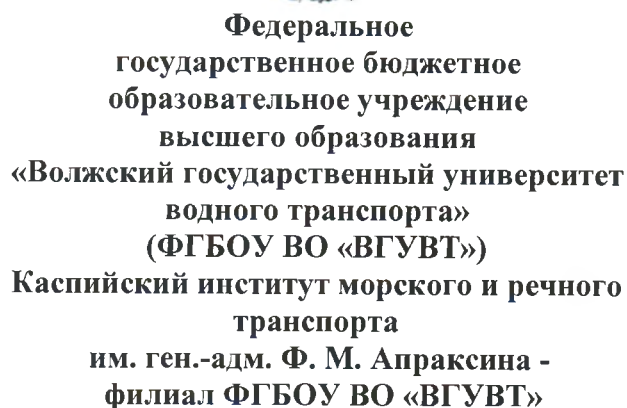 Федеральное
государственное бюджетное
образовательное учреждение
высшего образования
«Волжский государственный университет
водного транспорта»
(ФГБОУ ВО «ВГУВТ»)
Каспийский институт морского и речного
транспорта
им. ген.-адм. Ф. М. Апраксина -
филиал ФГБОУ ВО «ВГУВТ»